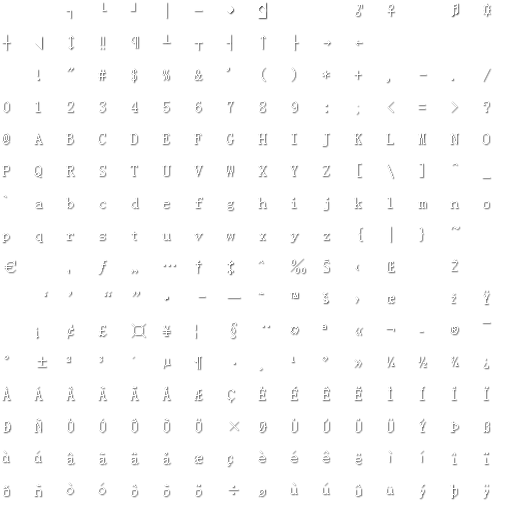 ┐ └ ┘ │ ─ • ◘ ♂ ♀ ♫ ☼
┼ ◄ ↕ ‼ ¶ ┴ ┬ ┤ ↑ ├ → ←
! " # $ % & ' ( ) * + , - . /
0 1 2 3 4 5 6 7 8 9 : ; < = > ?
@ A B C D E F G H I J K L M N O
P Q R S T U V W X Y Z [ \ ] ^ _
` a b c d e f g h i j k l m n o
p q r s t u v w x y z { | } ~
€ ‚ ƒ „ … † ‡ ˆ ‰ Š ‹ Œ Ž
‘ ’ “ ” • – — ˜ ™ š › œ ž Ÿ
¡ ¢ £ ¤ ¥ ¦ § ¨ © ª « ¬ - ® ¯
° ± ² ³ ´ µ ¶ · ¸ ¹ º » ¼ ½ ¾ ¿
À Á Â Ã Ä Å Æ Ç È É Ê Ë Ì Í Î Ï
Ð Ñ Ò Ó Ô Õ Ö × Ø Ù Ú Û Ü Ý Þ ß
à á â ã ä å æ ç è é ê ë ì í î ï
ð ñ ò ó ô õ ö ÷ ø ù ú û ü ý þ ÿ